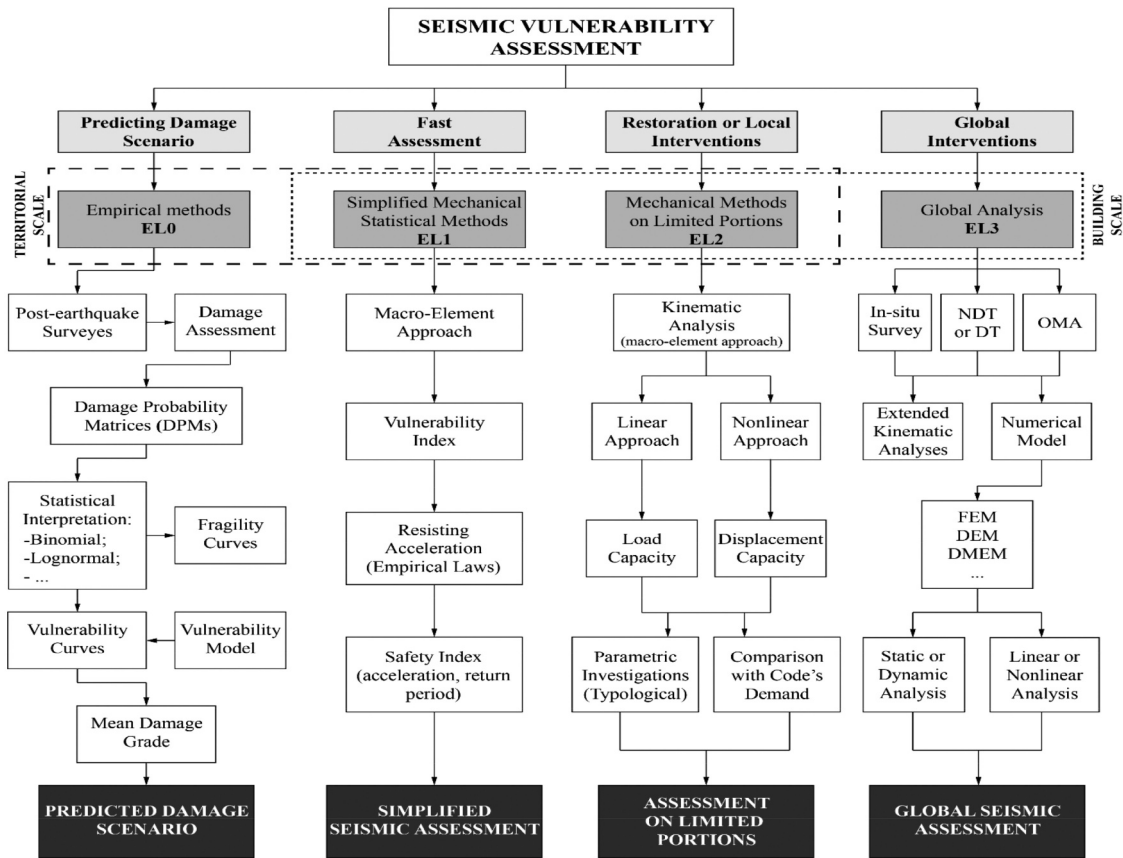 SEISMIC VULNERABILITY
ASSESSMENT
Predicting Damage
Scenario
Fast
Assessment
Restoration or Local
Interventions
Global
Interventions
TERRITORIAL
SCALE
Empirical methods
EL0
Simplified Mechanical
Statistical Methods
EL1
Mechanical Methods
on Limited Portions
EL2
Global Analysis
EL3
BUILDING
SCALE
Post-earthquake
Surveyes
Damage
Assessment
Damage Probability
Matrices (DPMs)
Statistical
Interpretation:
-Binomial;
-Lognormal;
- ...
Fragility
Curves
Vulnerability
Curves
Vulnerability
Model
Mean Damage
Grade
PREDICTED DAMAGE
SCENARIO
Macro-Element
Approach
Vulnerability
Index
Resisting
Acceleration
(Empirical Laws)
Safety Index
(acceleration, return
period)
SIMPLIFIED
SEISMIC ASSESSMENT
Kinematic
Analysis
(macro-element approach)
Linear
Approach
Nonlinear
Approach
Load
Capacity
Displacement
Capacity
Parametric
Investigations
(Typological)
Comparison
with Code's
Demand
ASSESSMENT
ON LIMITED
PORTIONS
In-situ
Survey
NDT
or DT
OMA
Extended
Kinematic
Analyses
Numerical
Model
FEM
DEM
DMEM
...
Static or
Dynamic
Analysis
Linear or
Nonlinear
Analysis
GLOBAL SEISMIC
ASSESSMENT